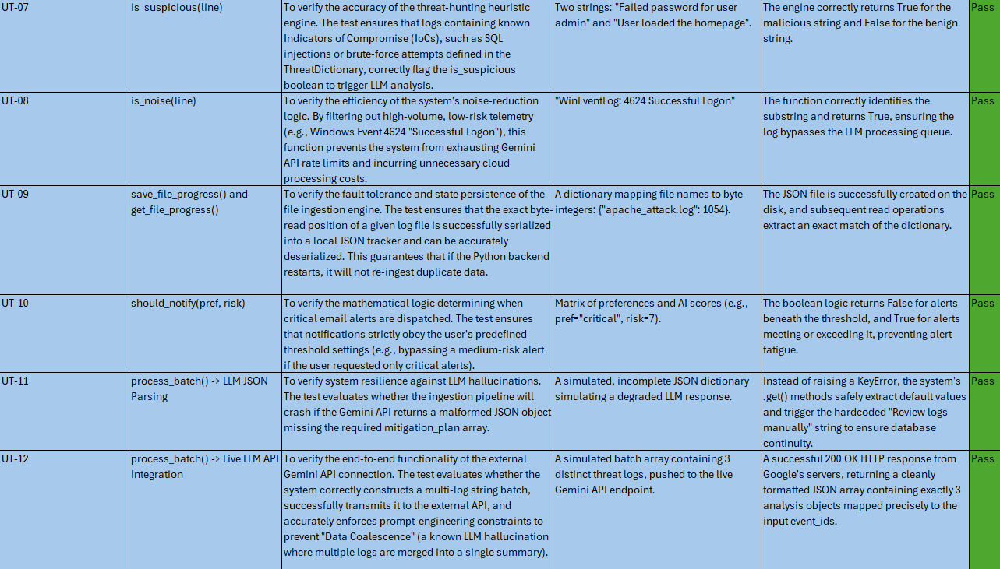 UT-07
is_suspicious(line)
To verify the accuracy of the threat-hunting heuristic
engine. The test ensures that logs containing known
Indicators of Compromise (IoCs), such as SQL
injections or brute-force attempts defined in the
ThreatDictionary, correctly flag the is_suspicious
boolean to trigger LLM analysis.
Two strings: "Failed password for user
admin" and "User loaded the homepage".
The engine correctly returns True for the
malicious string and False for the benign
string.
Pass
UT-08
is_noise(line)
To verify the efficiency of the system's noise-reduction
logic. By filtering out high-volume, low-risk telemetry
(e.g., Windows Event 4624 "Successful Logon"), this
function prevents the system from exhausting Gemini
API rate limits and incurring unnecessary cloud
processing costs.
"WinEventLog: 4624 Successful Logon"
The function correctly identifies the
substring and returns True, ensuring the
log bypasses the LLM processing queue.
Pass
UT-09
save_file_progress() and
get_file_progress()
To verify the fault tolerance and state persistence of the
file ingestion engine. The test ensures that the exact byte-
read position of a given log file is successfully serialized
into a local JSON tracker and can be accurately
deserialized. This guarantees that if the Python backend
restarts, it will not re-ingest duplicate data.
A dictionary mapping file names to byte
integers: {"apache_attack.log": 1054}.
The JSON file is successfully created on the
disk, and subsequent read operations
extract an exact match of the dictionary.
Pass
UT-10
should_notify(pref, risk)
To verify the mathematical logic determining when
critical email alerts are dispatched. The test ensures
that notifications strictly obey the user's predefined
threshold settings (e.g., bypassing a medium-risk alert
if the user requested only critical alerts).
Matrix of preferences and AI scores (e.g.,
pref="critical", risk=7).
The boolean logic returns False for alerts
beneath the threshold, and True for alerts
meeting or exceeding it, preventing alert
fatigue.
Pass
UT-11
process_batch() -> LLM JSON
Parsing
To verify system resilience against LLM hallucinations.
The test evaluates whether the ingestion pipeline will
crash if the Gemini API returns a malformed JSON object
missing the required mitigation_plan array.
A simulated, incomplete JSON dictionary
simulating a degraded LLM response.
Instead of raising a KeyError, the system's
.get() methods safely extract default values
and trigger the hardcoded "Review logs
manually" string to ensure database
continuity.
Pass
UT-12
process_batch() -> Live LLM API
Integration
To verify the end-to-end functionality of the external
Gemini API connection. The test evaluates whether the
system correctly constructs a multi-log string batch,
successfully transmits it to the external API, and
accurately enforces prompt-engineering constraints to
prevent "Data Coalescence" (a known LLM hallucination
where multiple logs are merged into a single summary).
A simulated batch array containing 3
distinct threat logs, pushed to the live
Gemini API endpoint.
A successful 200 OK HTTP response from
Google's servers, returning a cleanly
formatted JSON array containing exactly 3
analysis objects mapped precisely to the
input event_ids.
Pass